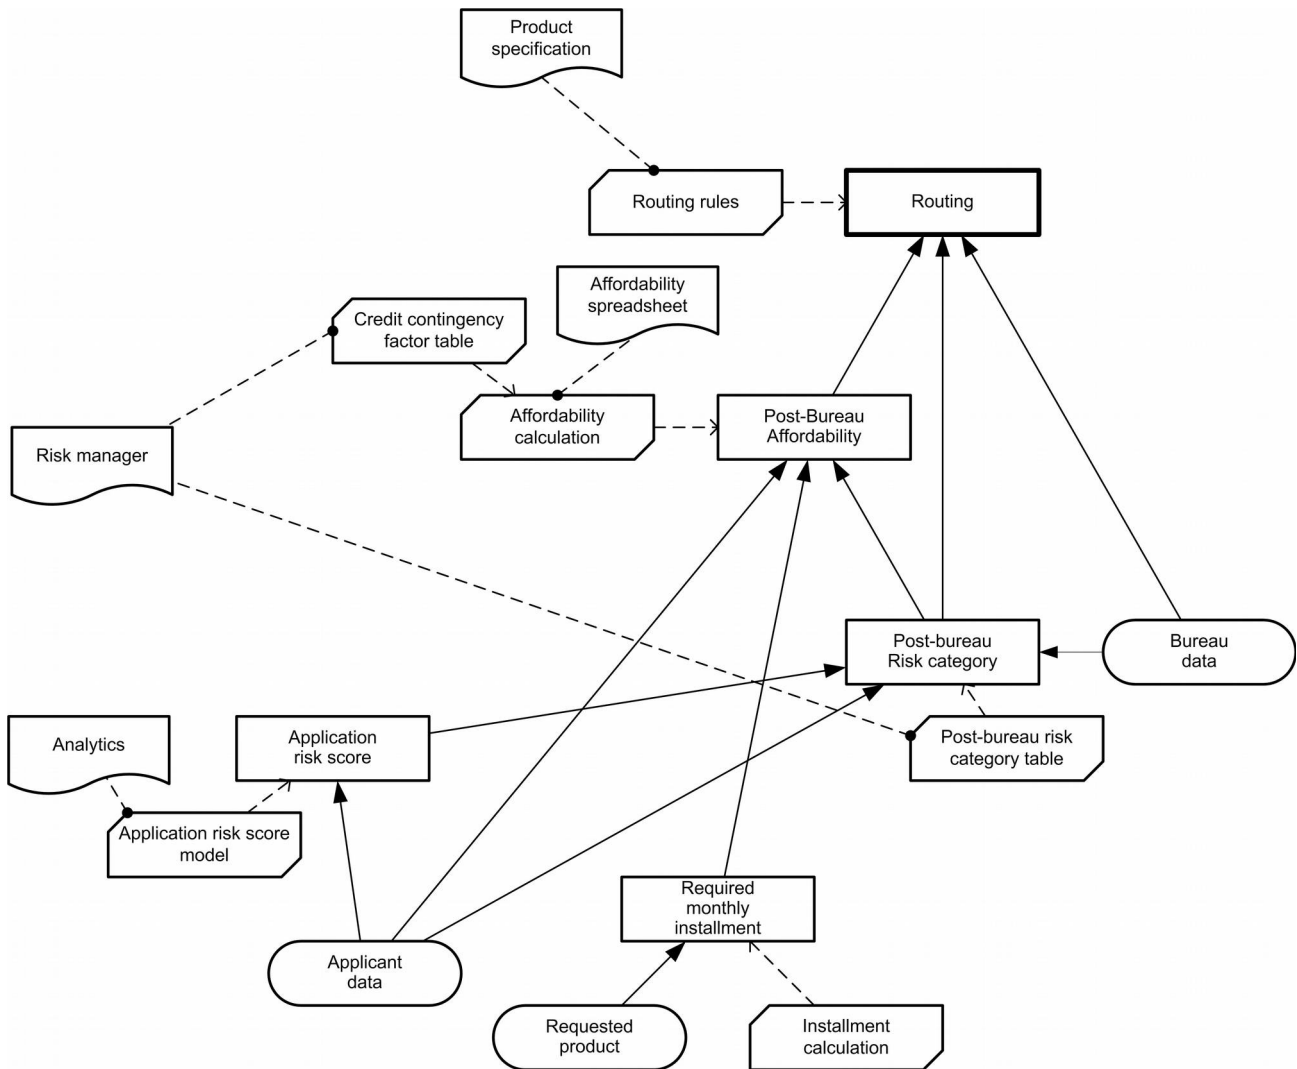 Product
specification
Routing rules
Routing
Affordability
spreadsheet
Credit contingency
factor table
Affordability
calculation
Post-Bureau
Affordability
Risk manager
Post-bureau
Risk category
Bureau
data
Analytics
Application
risk score
Post-bureau risk
category table
Application risk score
model
Required
monthly
installment
Applicant
data
Requested
product
Installment
calculation